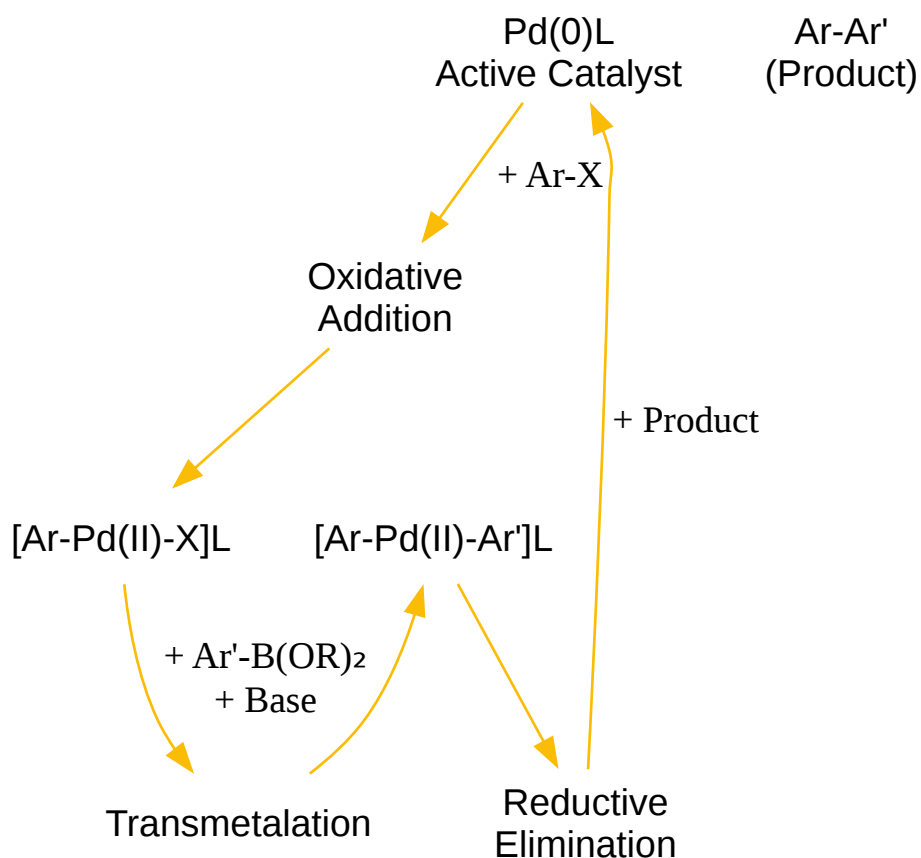 Pd(0)L
Active Catalyst
Ar-Ar'
(Product)
+ Ar-X
Oxidative
Addition
+ Product
[Ar-Pd(II)-X]L
[Ar-Pd(II)-Ar']L
+ Ar'-B(OR)₂
+ Base
Transmetalation
Reductive
Elimination